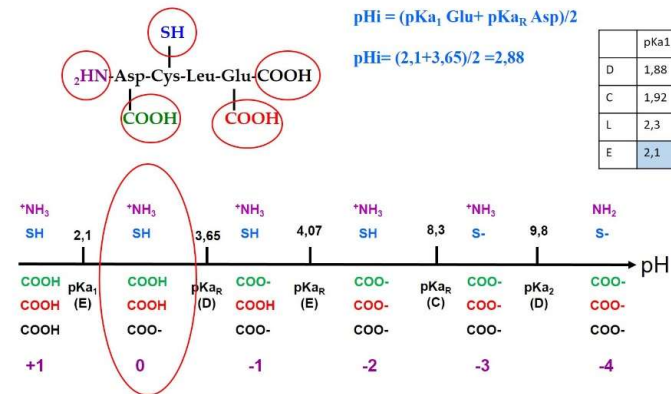 SH
₂HN-Asp-Cys-Leu-Glu-COOH
COOH COOH
pHi = (pKa₁ Glu+ pKa_R Asp)/2
pHi= (2,1+3,65)/2 =2,88
pKa1
D 1,88
C 1,92
L 2,3
E 2,1
⁺NH₃ ⁺NH₃ ⁺NH₃ ⁺NH₃ ⁺NH₃ NH₂
SH 2,1 SH 3,65 SH 4,07 SH 8,3 S- 9,8 S-
pH
COOH pKa₁ COOH pKa_R COO- pKa_R COO- pKa_R COO- pKa₂ COO-
COOH (E) COOH (D) COOH (E) COO- (C) COO- (D) COO-
COOH COO- COO- COO- COO- COO-
+1 0 -1 -2 -3 -4